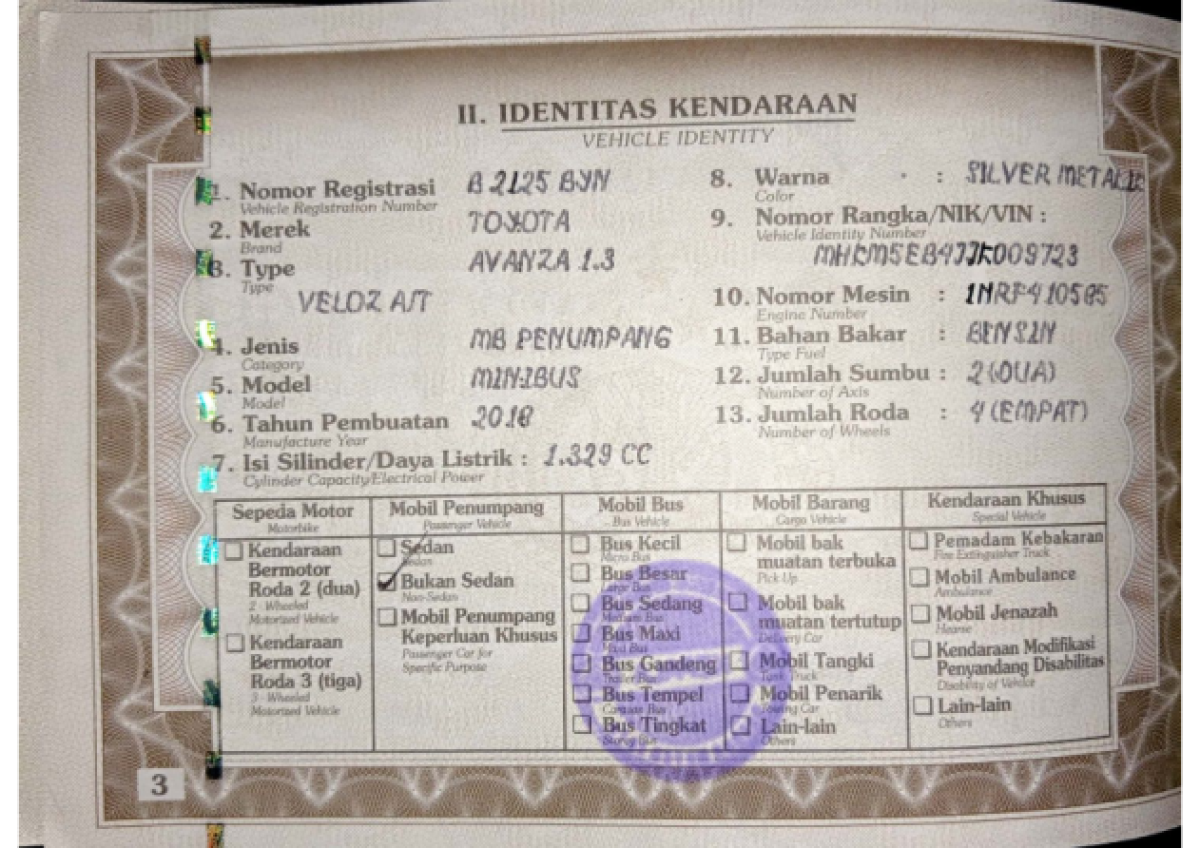 II. IDENTITAS KENDARAAN
VEHICLE IDENTITY
1. Nomor Registrasi B 2125 BYN
Vehicle Registration Number
2. Merek TOYOTA
Brand
3. Type AVANZA 1.3
Type VELOZ A/T
4. Jenis MB PENUMPANG
Category
5. Model MINIBUS
Model
6. Tahun Pembuatan 2018
Manufacture Year
7. Isi Silinder/Daya Listrik : 1.329 CC
Cylinder Capacity/Electrical Power
8. Warna : SILVER METALIK
Color
9. Nomor Rangka/NIK/VIN :
Vehicle Identity Number
MHKM5EB4JJK009723
10. Nomor Mesin : 1NRF410585
Engine Number
11. Bahan Bakar : BENSIN
Type Fuel
12. Jumlah Sumbu : 2 (DUA)
Number of Axis
13. Jumlah Roda : 4 (EMPAT)
Number of Wheels
Sepeda Motor
Motorbike
Kendaraan
Bermotor
Roda 2 (dua)
2 - Wheeled
Motorized Vehicle
Kendaraan
Bermotor
Roda 3 (tiga)
3 - Wheeled
Motorized Vehicle
Mobil Penumpang
Passenger Vehicle
Sedan
Sedan
Bukan Sedan
Non-Sedan
Mobil Penumpang
Keperluan Khusus
Passenger Car for
Specific Purpose
Mobil Bus
Bus Vehicle
Bus Kecil
Micro Bus
Bus Besar
Large Bus
Bus Sedang
Medium Bus
Bus Maxi
Maxi Bus
Bus Gandeng
Trailer Bus
Bus Tempel
Bus Tingkat
Mobil Barang
Cargo Vehicle
Mobil bak
muatan terbuka
Pick Up
Mobil bak
muatan tertutup
Delivery Car
Mobil Tangki
Tank Truck
Mobil Penarik
Towing Car
Lain-lain
Others
Kendaraan Khusus
Special Vehicle
Pemadam Kebakaran
Fire Extinguisher Truck
Mobil Ambulance
Ambulance
Mobil Jenazah
Hearse
Kendaraan Modifikasi
Penyandang Disabilitas
Disability of Vehicle
Lain-lain
Others
3